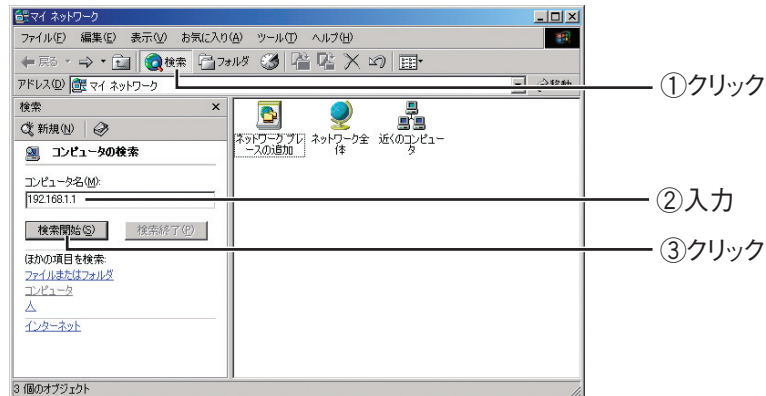 マイ ネットワーク
ファイル(F) 編集(E) 表示(V) お気に入り(A) ツール(T) ヘルプ(H)
戻る 検索 フォルダ
アドレス(D) マイ ネットワーク 移動
①クリック
検索
新規(N)
コンピュータの検索
コンピュータ名(M):
192.168.1.1
②入力
検索開始(S) 検索終了(P)
③クリック
ほかの項目を検索:
ファイルまたはフォルダ
コンピュータ
人
インターネット
ネットワーク プレ
ースの追加
ネットワーク全
体
近くのコンピュー
タ
3 個のオブジェクト